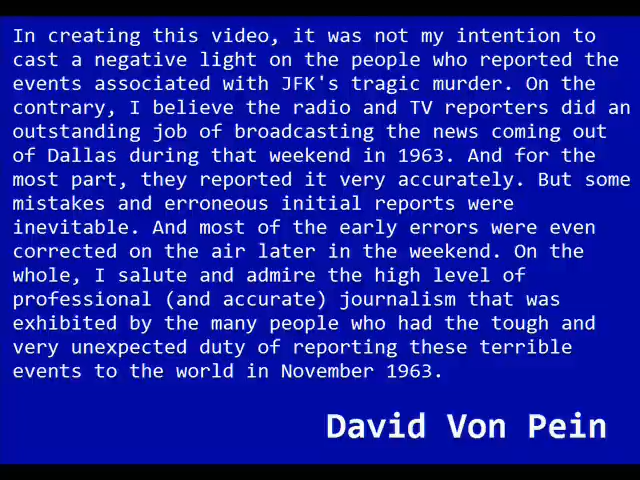 In creating this video, it was not my intention to
cast a negative light on the people who reported the
events associated with JFK's tragic murder. On the
contrary, I believe the radio and TV reporters did an
outstanding job of broadcasting the news coming out
of Dallas during that weekend in 1963. And for the
most part, they reported it very accurately. But some
mistakes and erroneous initial reports were
inevitable. And most of the early errors were even
corrected on the air later in the weekend. On the
whole, I salute and admire the high level of
professional (and accurate) journalism that was
exhibited by the many people who had the tough and
very unexpected duty of reporting these terrible
events to the world in November 1963.
David Von Pein